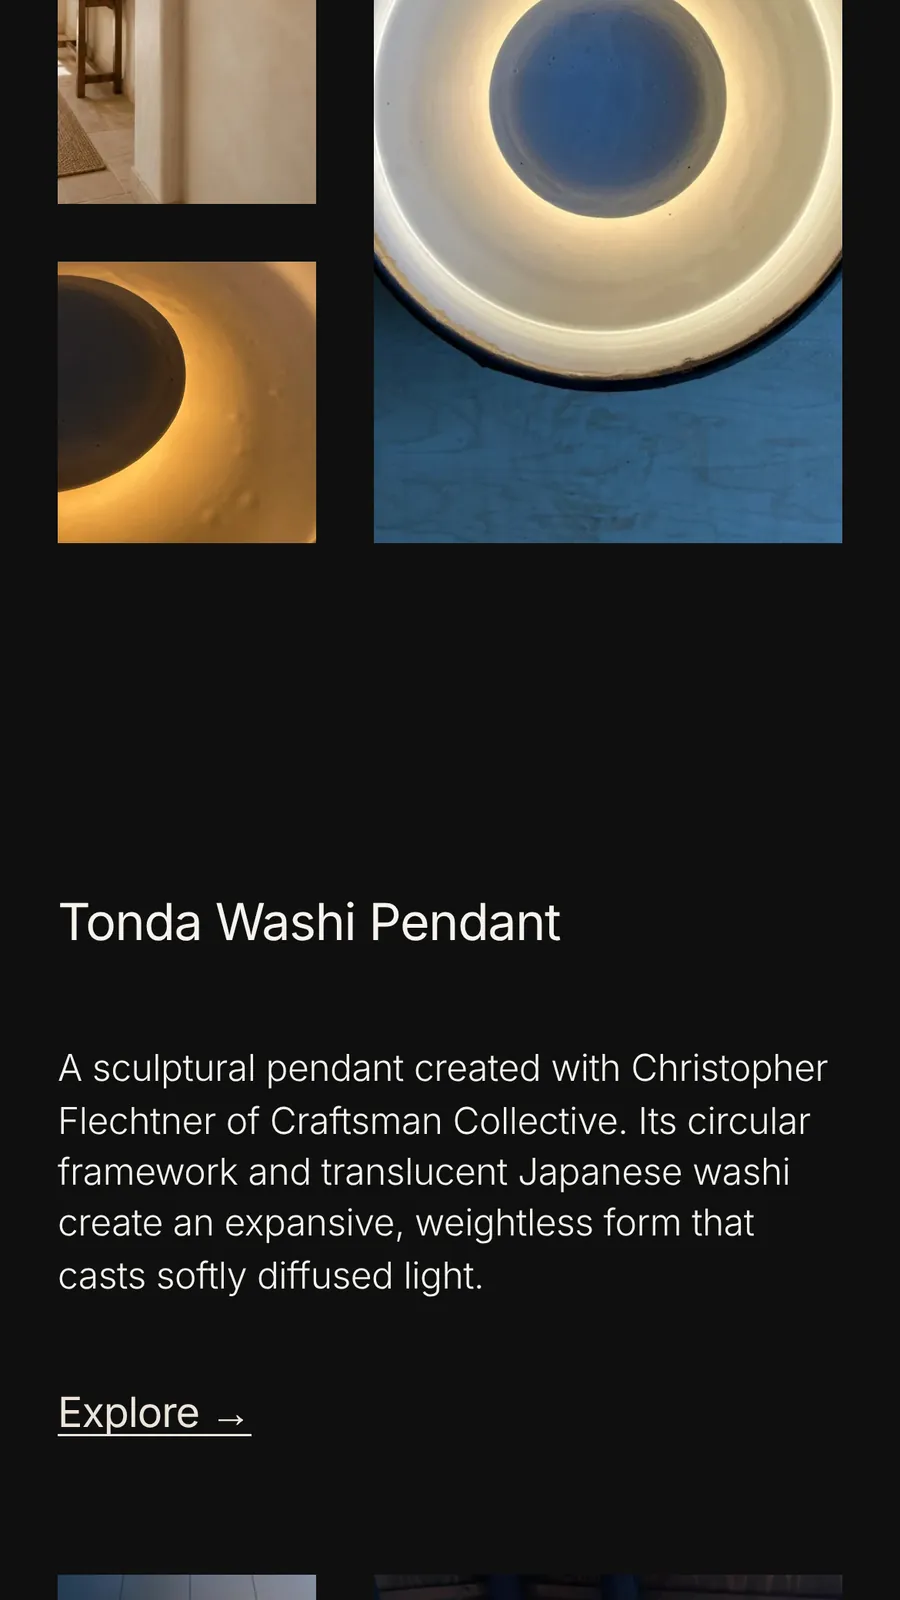 Tonda Washi Pendant
A sculptural pendant created with Christopher
Flechtner of Craftsman Collective. Its circular
framework and translucent Japanese washi
create an expansive, weightless form that
casts softly diffused light.
Explore →